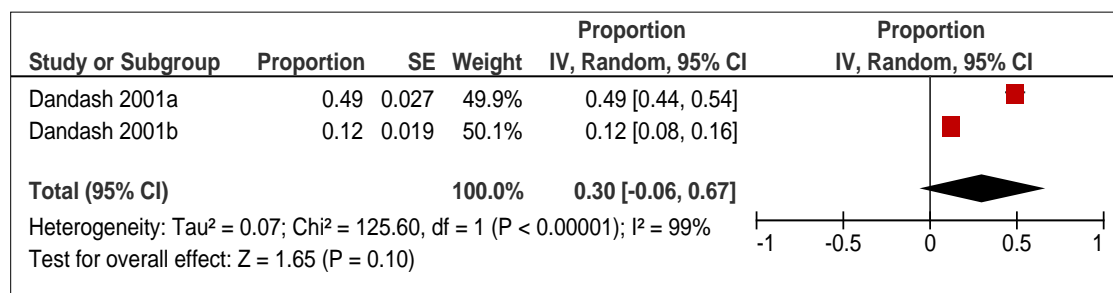 Proportion Proportion
Study or Subgroup Proportion SE Weight IV, Random, 95% CI IV, Random, 95% CI
Dandash 2001a 0.49 0.027 49.9% 0.49 [0.44, 0.54]
Dandash 2001b 0.12 0.019 50.1% 0.12 [0.08, 0.16]
Total (95% CI) 100.0% 0.30 [-0.06, 0.67]
Heterogeneity: Tau² = 0.07; Chi² = 125.60, df = 1 (P < 0.00001); I² = 99%
Test for overall effect: Z = 1.65 (P = 0.10)
-1 -0.5 0 0.5 1